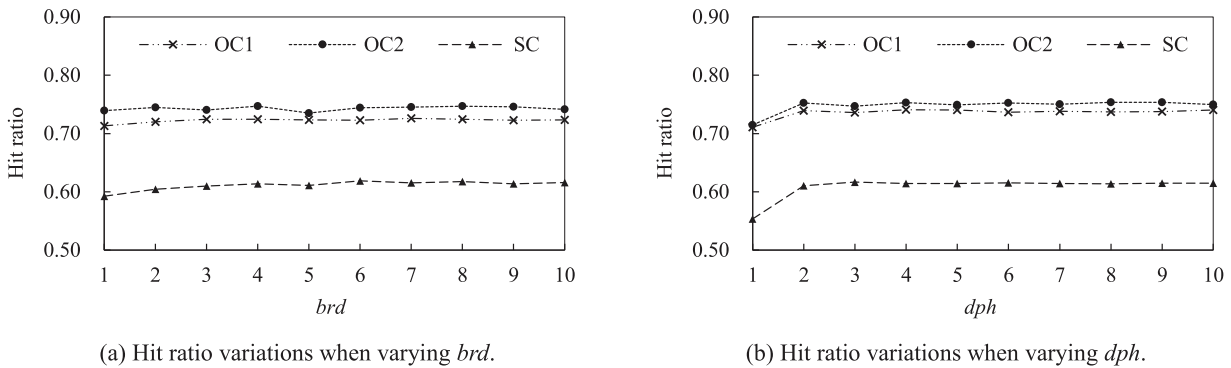 0.90
OC1 OC2 SC
0.80
0.70
0.60
0.50
Hit ratio
1 2 3 4 5 6 7 8 9 10
brd
(a) Hit ratio variations when varying brd.
0.90
OC1 OC2 SC
0.80
0.70
0.60
0.50
Hit ratio
1 2 3 4 5 6 7 8 9 10
dph
(b) Hit ratio variations when varying dph.